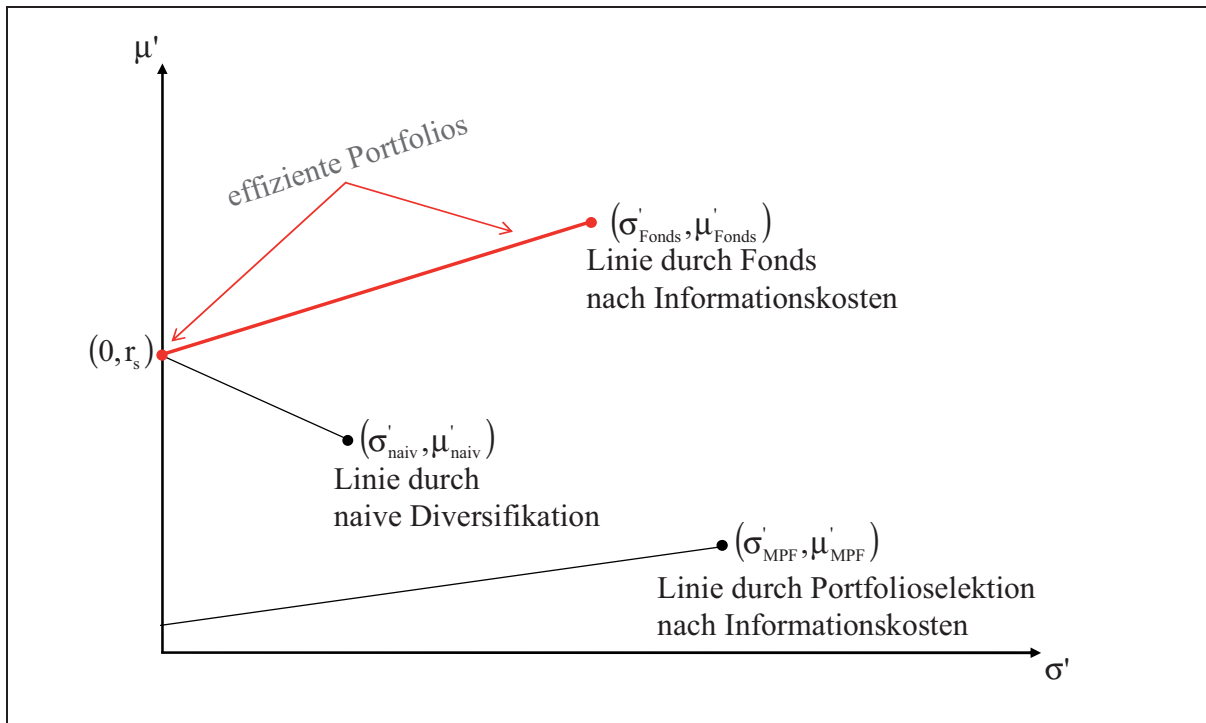 μ'
effiziente Portfolios
(σ'Fonds, μ'Fonds)
Linie durch Fonds
nach Informationskosten
(0, rs)
(σ'naiv, μ'naiv)
Linie durch
naive Diversifikation
(σ'MPF, μ'MPF)
Linie durch Portfolioselektion
nach Informationskosten
σ'